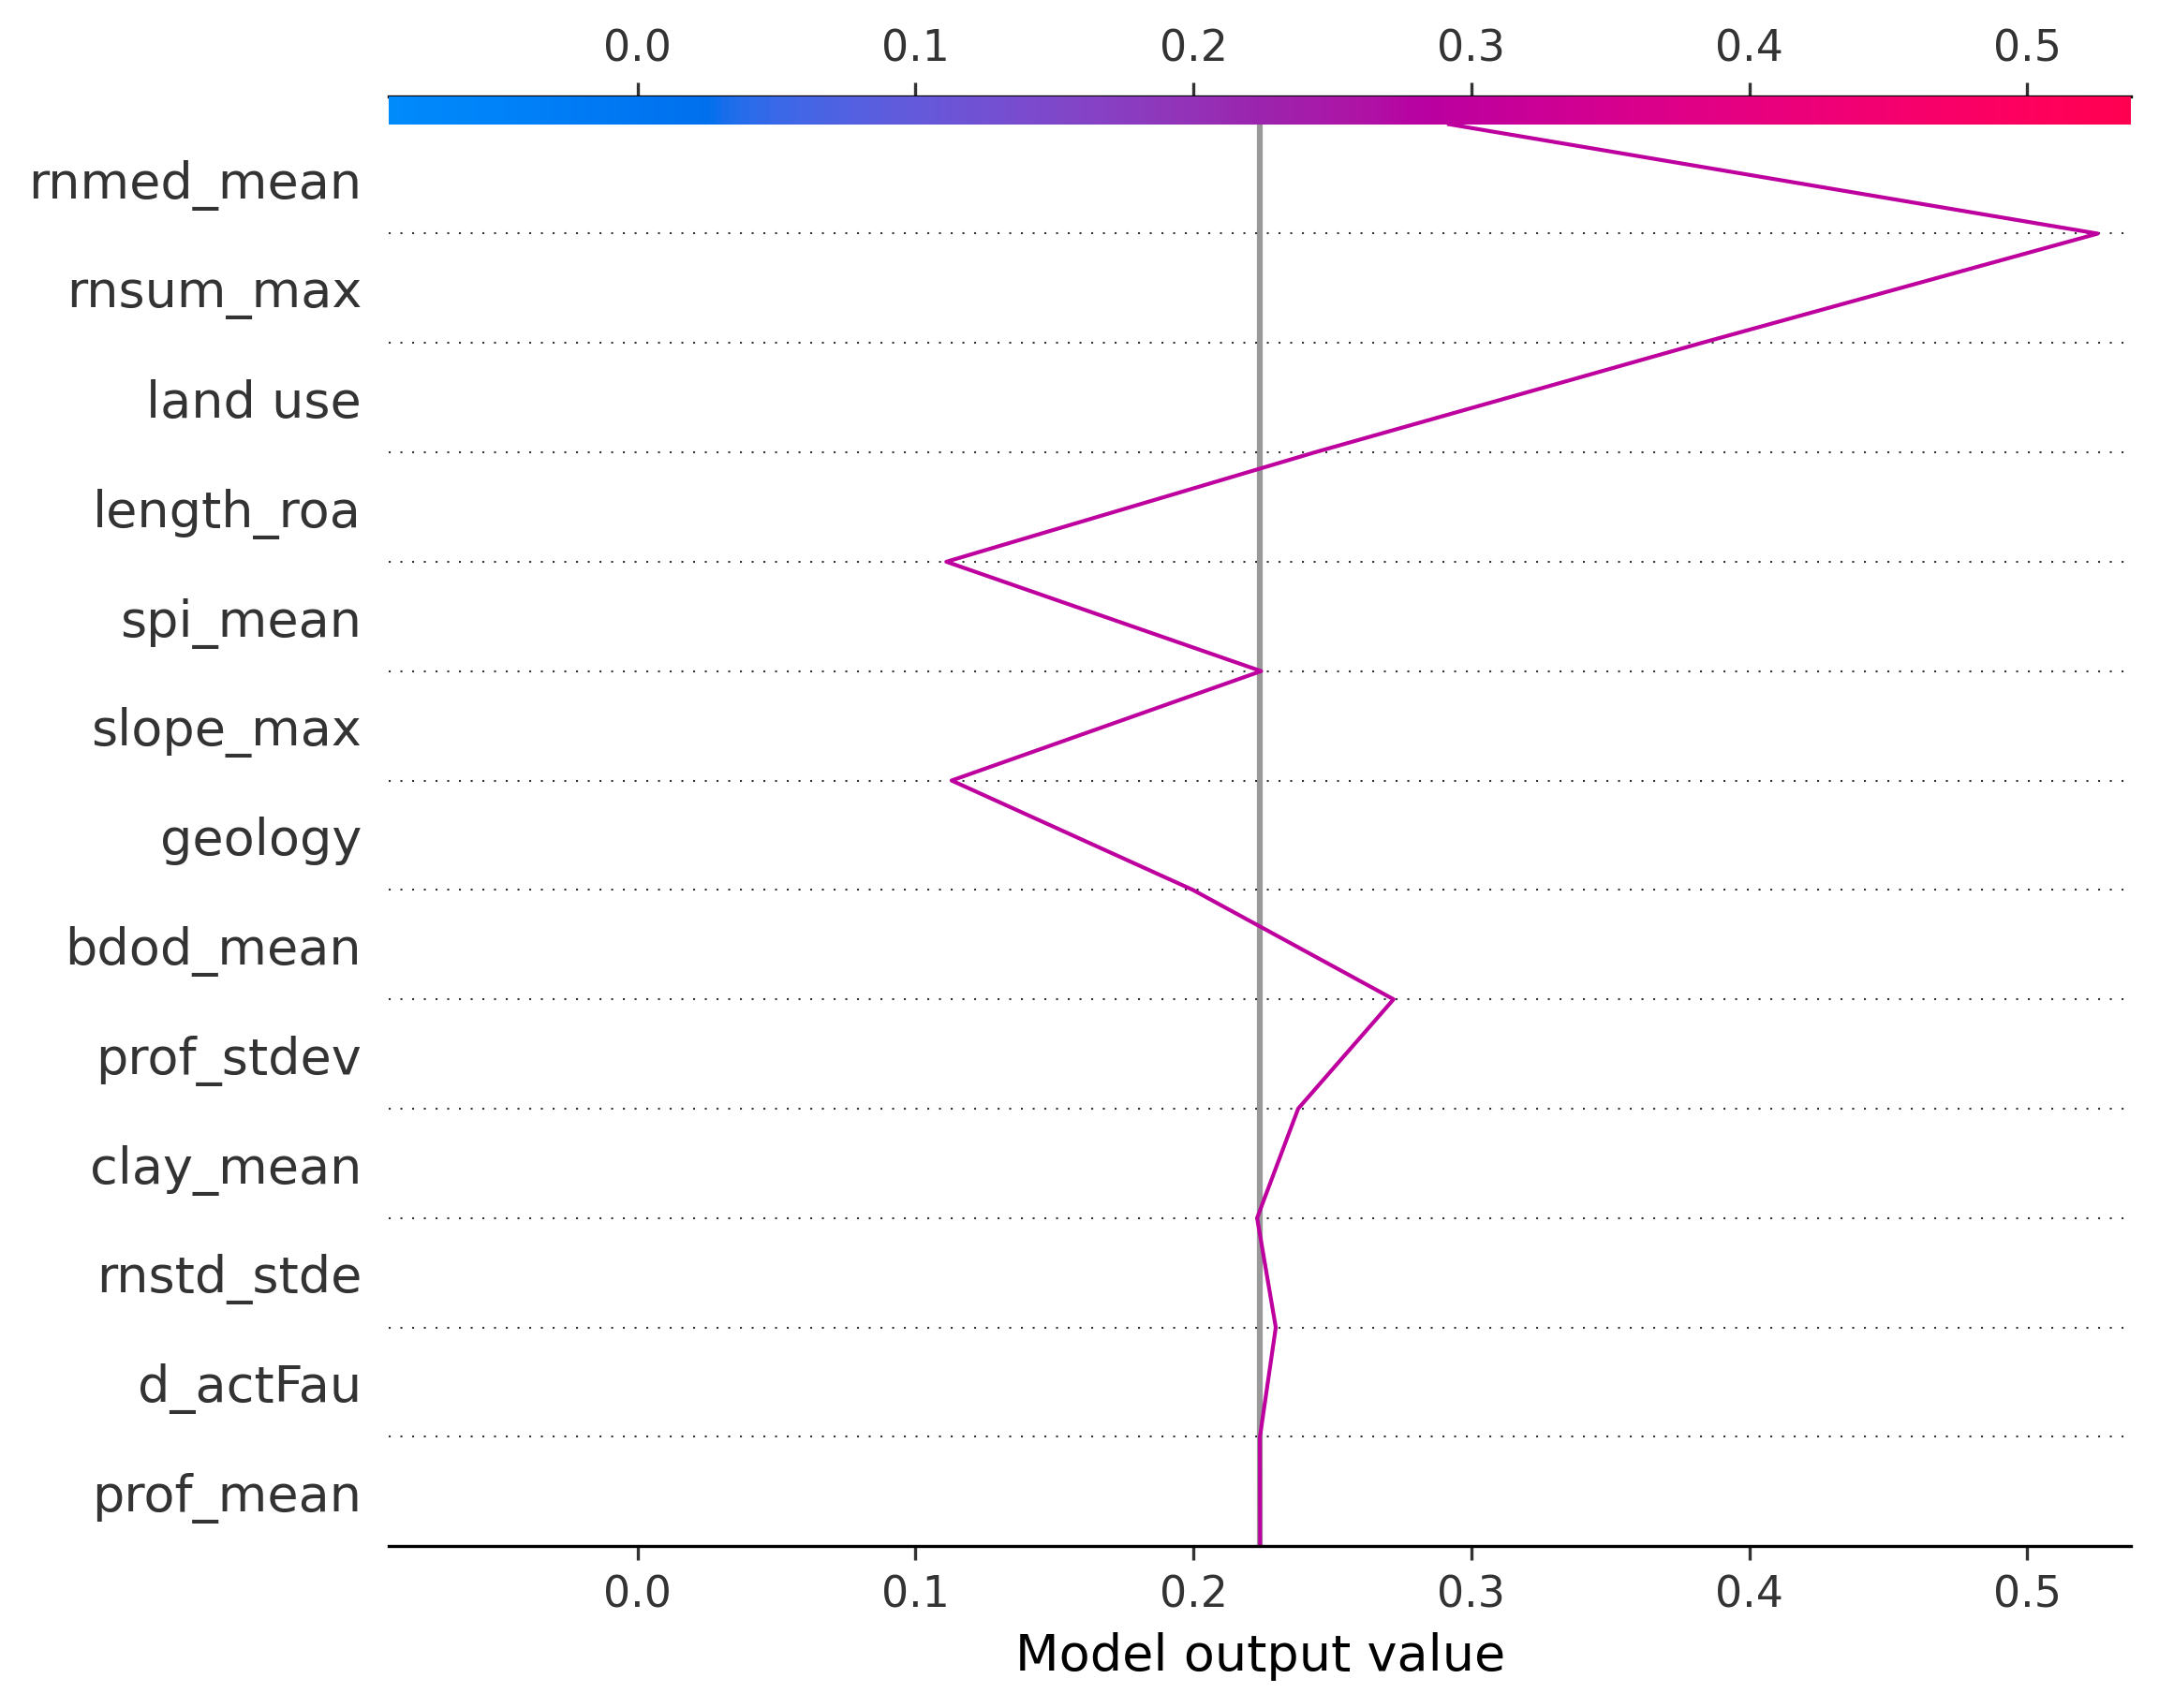 0.0 0.1 0.2 0.3 0.4 0.5
rnmed_mean
rnsum_max
land use
length_roa
spi_mean
slope_max
geology
bdod_mean
prof_stdev
clay_mean
rnstd_stde
d_actFau
prof_mean
0.0 0.1 0.2 0.3 0.4 0.5
Model output value